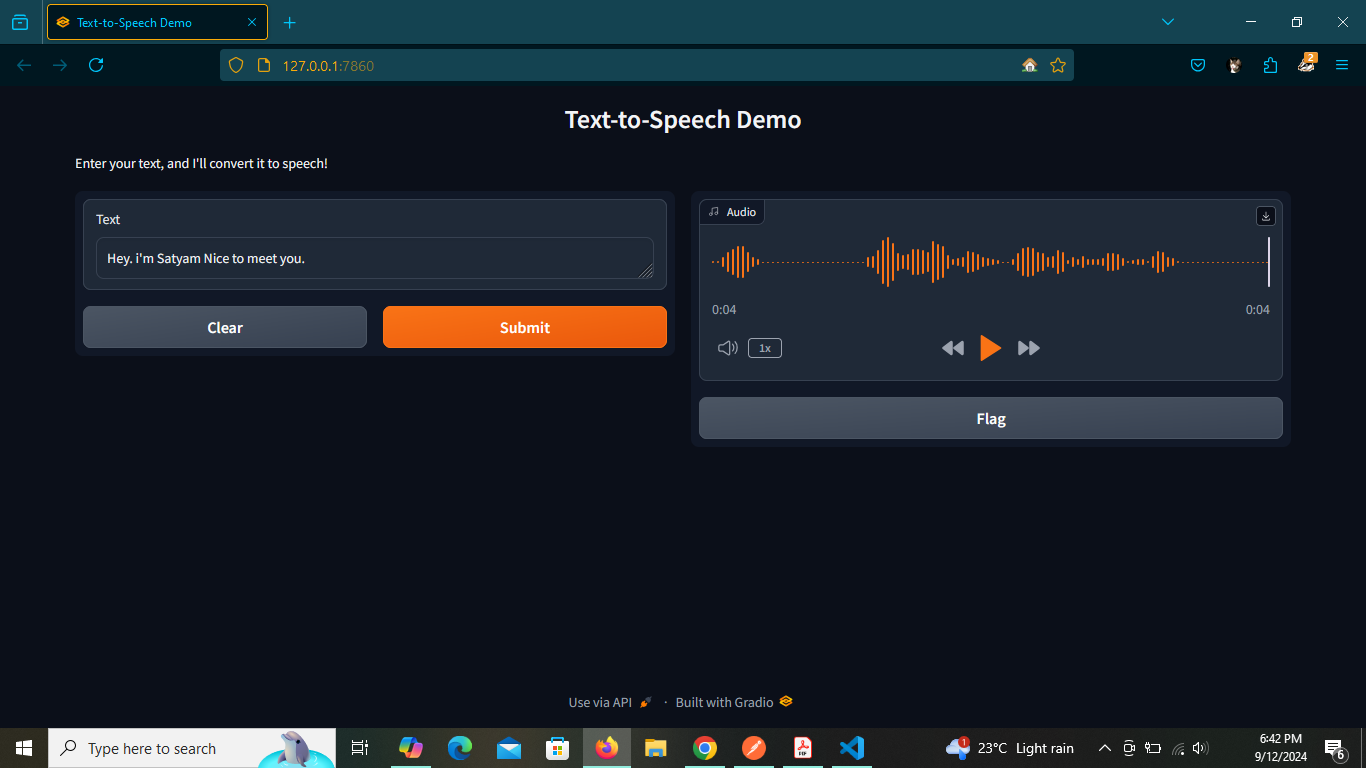 Text-to-Speech Demo
127.0.0.1:7860
2
Text-to-Speech Demo
Enter your text, and I'll convert it to speech!
Text
Hey. i'm Satyam Nice to meet you.
Clear
Submit
Audio
0:04
0:04
1x
Flag
Use via API
·
Built with Gradio
Type here to search
1
23°C Light rain
6:42 PM
9/12/2024
6
PDF